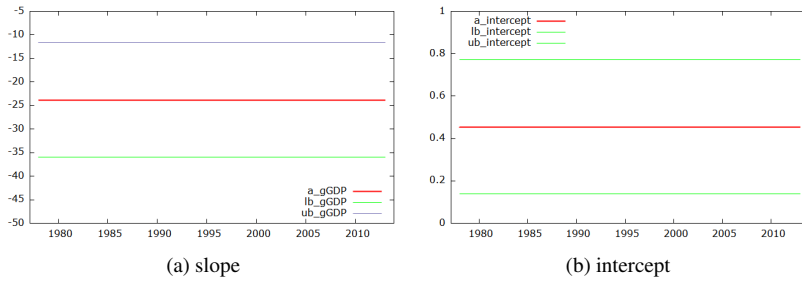 -5
-10
-15
-20
-25
-30
-35
-40
-45
-50
a_gGDP
lb_gGDP
ub_gGDP
1980 1985 1990 1995 2000 2005 2010
(a) slope
1
0.8
0.6
0.4
0.2
0
a_intercept
lb_intercept
ub_intercept
1980 1985 1990 1995 2000 2005 2010
(b) intercept